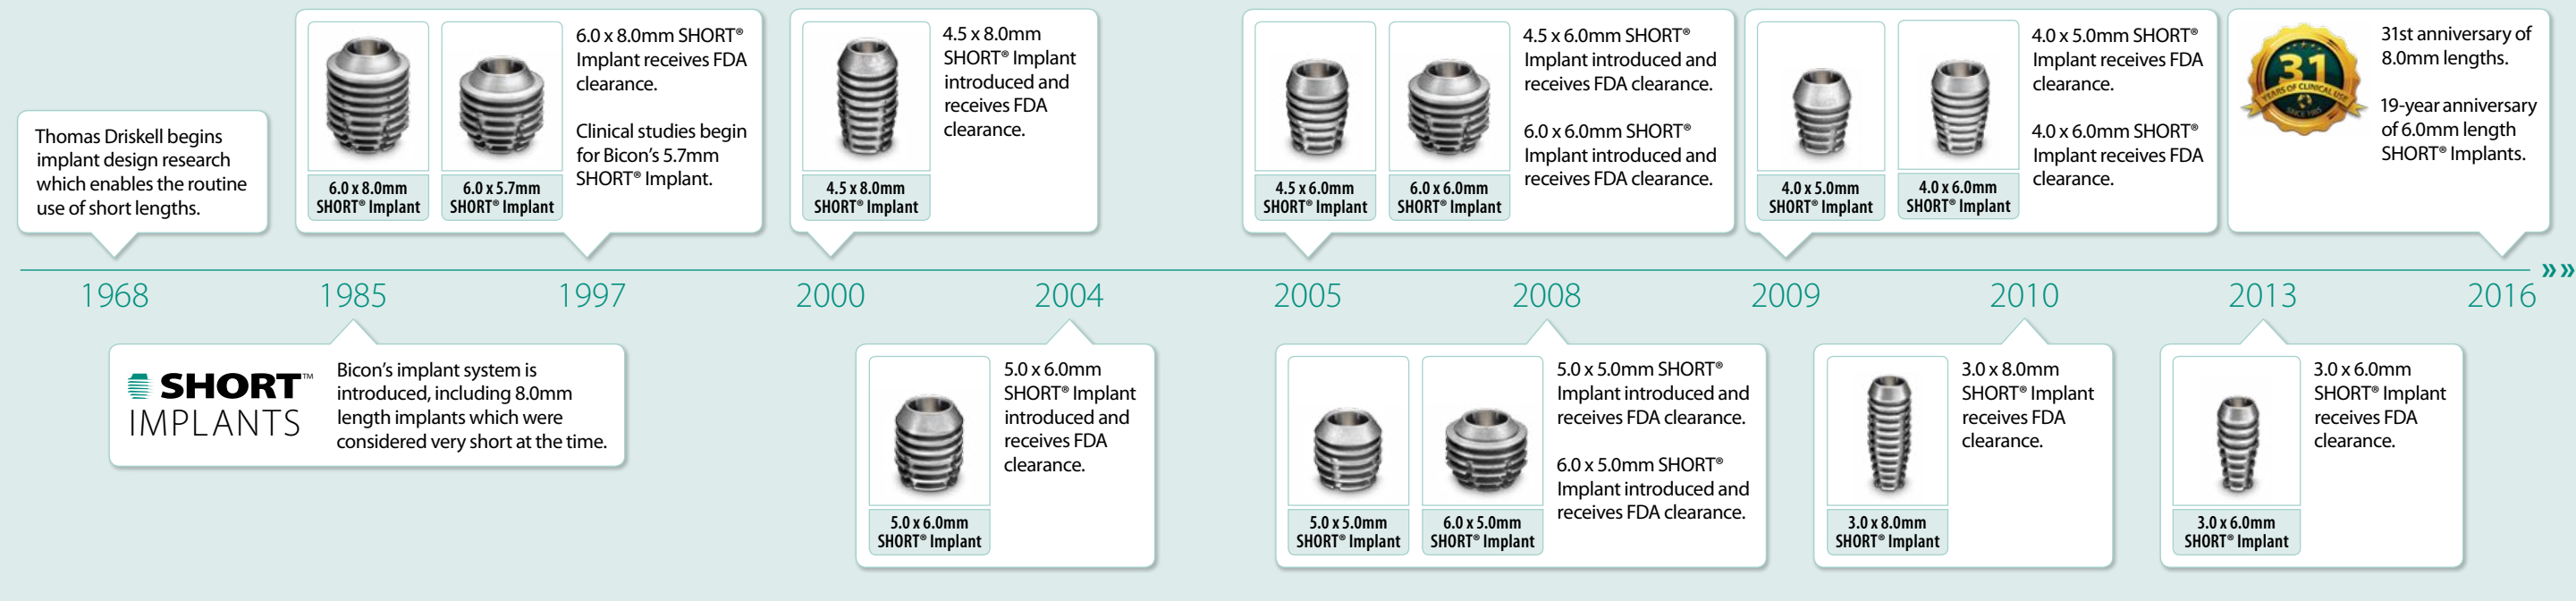 Thomas Driskell begins
implant design research
which enables the routine
use of short lengths.
6.0 x 8.0mm
SHORT® Implant
6.0 x 5.7mm
SHORT® Implant
6.0 x 8.0mm SHORT®
Implant receives FDA
clearance.
Clinical studies begin
for Bicon’s 5.7mm
SHORT® Implant.
4.5 x 8.0mm
SHORT® Implant
4.5 x 8.0mm
SHORT® Implant
introduced and
receives FDA
clearance.
4.5 x 6.0mm
SHORT® Implant
6.0 x 6.0mm
SHORT® Implant
4.5 x 6.0mm SHORT®
Implant introduced and
receives FDA clearance.
6.0 x 6.0mm SHORT®
Implant introduced and
receives FDA clearance.
4.0 x 5.0mm
SHORT® Implant
4.0 x 6.0mm
SHORT® Implant
4.0 x 5.0mm SHORT®
Implant receives FDA
clearance.
4.0 x 6.0mm SHORT®
Implant receives FDA
clearance.
31
YEARS OF CLINICAL USE
SINCE 1985
31st anniversary of
8.0mm lengths.
19-year anniversary
of 6.0mm length
SHORT® Implants.
1968 1985 1997 2000 2004 2005 2008 2009 2010 2013 2016
SHORT™
IMPLANTS
Bicon’s implant system is
introduced, including 8.0mm
length implants which were
considered very short at the time.
5.0 x 6.0mm
SHORT® Implant
5.0 x 6.0mm
SHORT® Implant
introduced and
receives FDA
clearance.
5.0 x 5.0mm
SHORT® Implant
6.0 x 5.0mm
SHORT® Implant
5.0 x 5.0mm SHORT®
Implant introduced and
receives FDA clearance.
6.0 x 5.0mm SHORT®
Implant introduced and
receives FDA clearance.
3.0 x 8.0mm
SHORT® Implant
3.0 x 8.0mm
SHORT® Implant
receives FDA
clearance.
3.0 x 6.0mm
SHORT® Implant
3.0 x 6.0mm
SHORT® Implant
receives FDA
clearance.